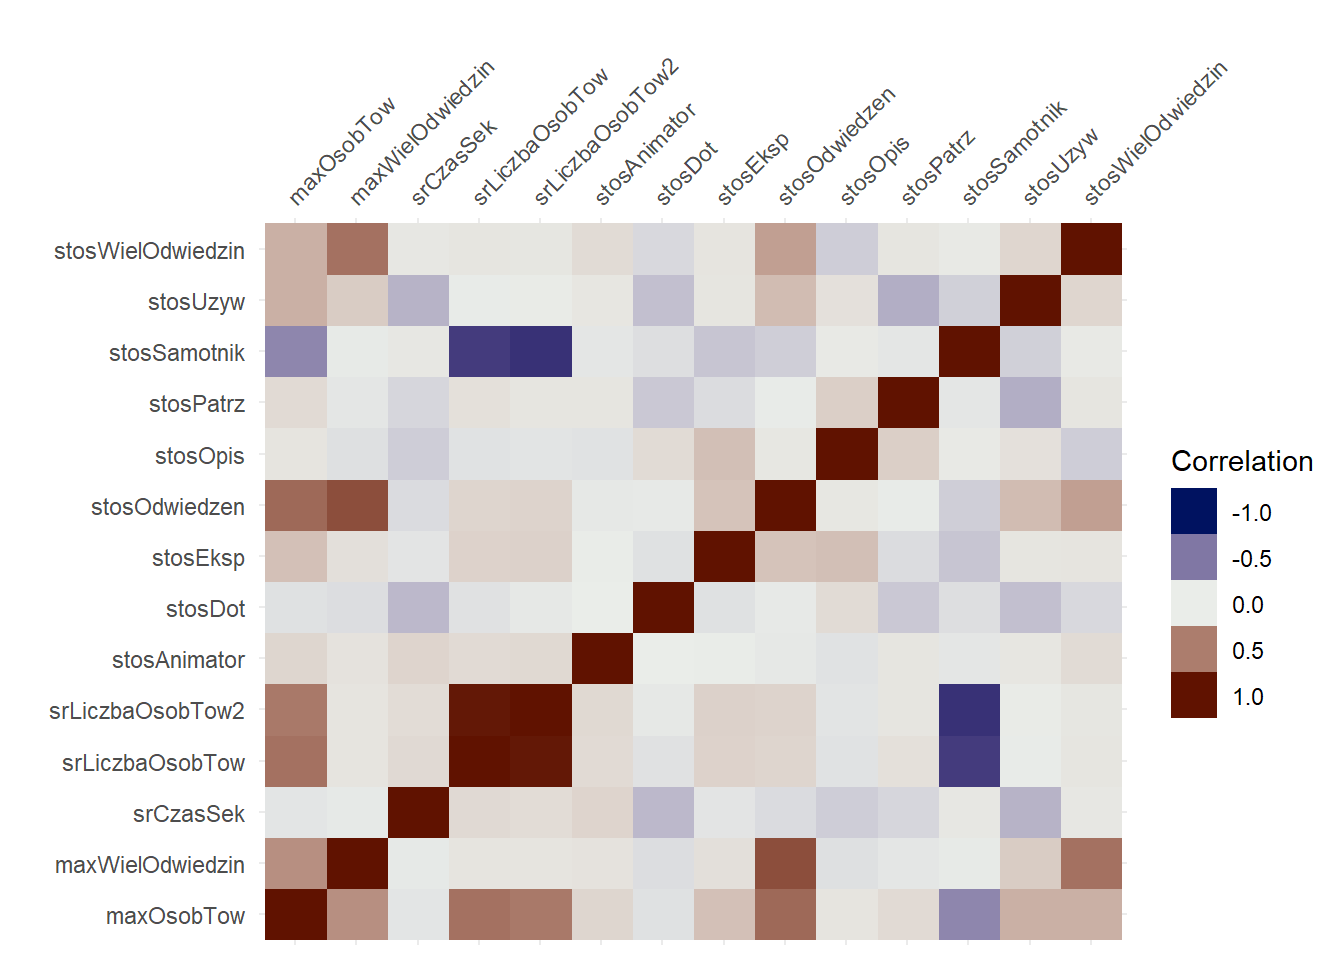 maxOsobTow
maxWielOdwiedzin
srCzasSek
srLiczbaOsobTow
srLiczbaOsobTow2
stosAnimator
stosDot
stosEksp
stosOdwiedzen
stosOpis
stosPatrz
stosSamotnik
stosUzyw
stosWielOdwiedzin
stosWielOdwiedzin
stosUzyw
stosSamotnik
stosPatrz
stosOpis
stosOdwiedzen
stosEksp
stosDot
stosAnimator
srLiczbaOsobTow2
srLiczbaOsobTow
srCzasSek
maxWielOdwiedzin
maxOsobTow
Correlation
-1.0
-0.5
0.0
0.5
1.0